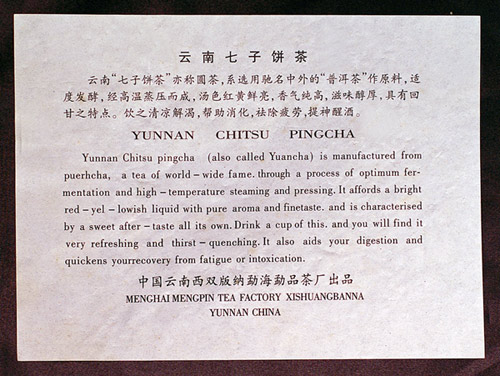 云南七子饼茶
云南“七子饼茶”亦称圆茶,系选用驰名中外的“普洱茶”作原料,适
度发酵,经高温蒸压而成,汤色红黄鲜亮,香气纯高,滋味醇厚,具有回
甘之特点。饮之清凉解渴,帮助消化,祛除疲劳,提神醒酒。
YUNNAN CHITSU PINGCHA
Yunnan Chitsu pingcha (also called Yuancha) is manufactured from
puerhcha, a tea of world-wide fame. through a process of optimum fer-
mentation and high-temperature steaming and pressing. It affords a bright
red-yel-lowish liquid with pure aroma and finetaste. and is characterised
by a sweet after-taste all its own. Drink a cup of this. and you will find it
very refreshing and thirst-quenching. It also aids your digestion and
quickens yourrecovery from fatigue or intoxication.
中国云南西双版纳勐海勐品茶厂出品
MENGHAI MENGPIN TEA FACTORY XISHUANGBANNA
YUNNAN CHINA